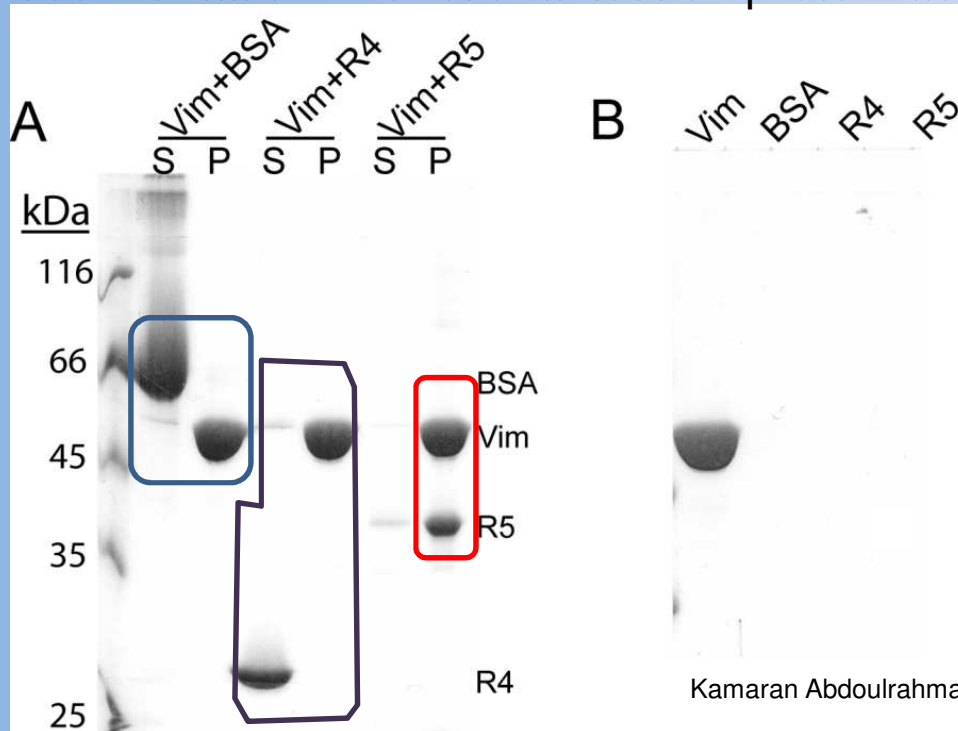 A
Vim+BSA Vim+R4 Vim+R5
S P S P S P
kDa
116
66
45
35
25
BSA
Vim
R5
R4
B
Vim BSA R4 R5
Kamaran Abdoulrahma